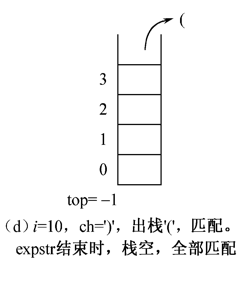 (
3
2
1
0
top= −1
（d）i=10，ch=')'，出栈'('，匹配。
expstr结束时，栈空，全部匹配